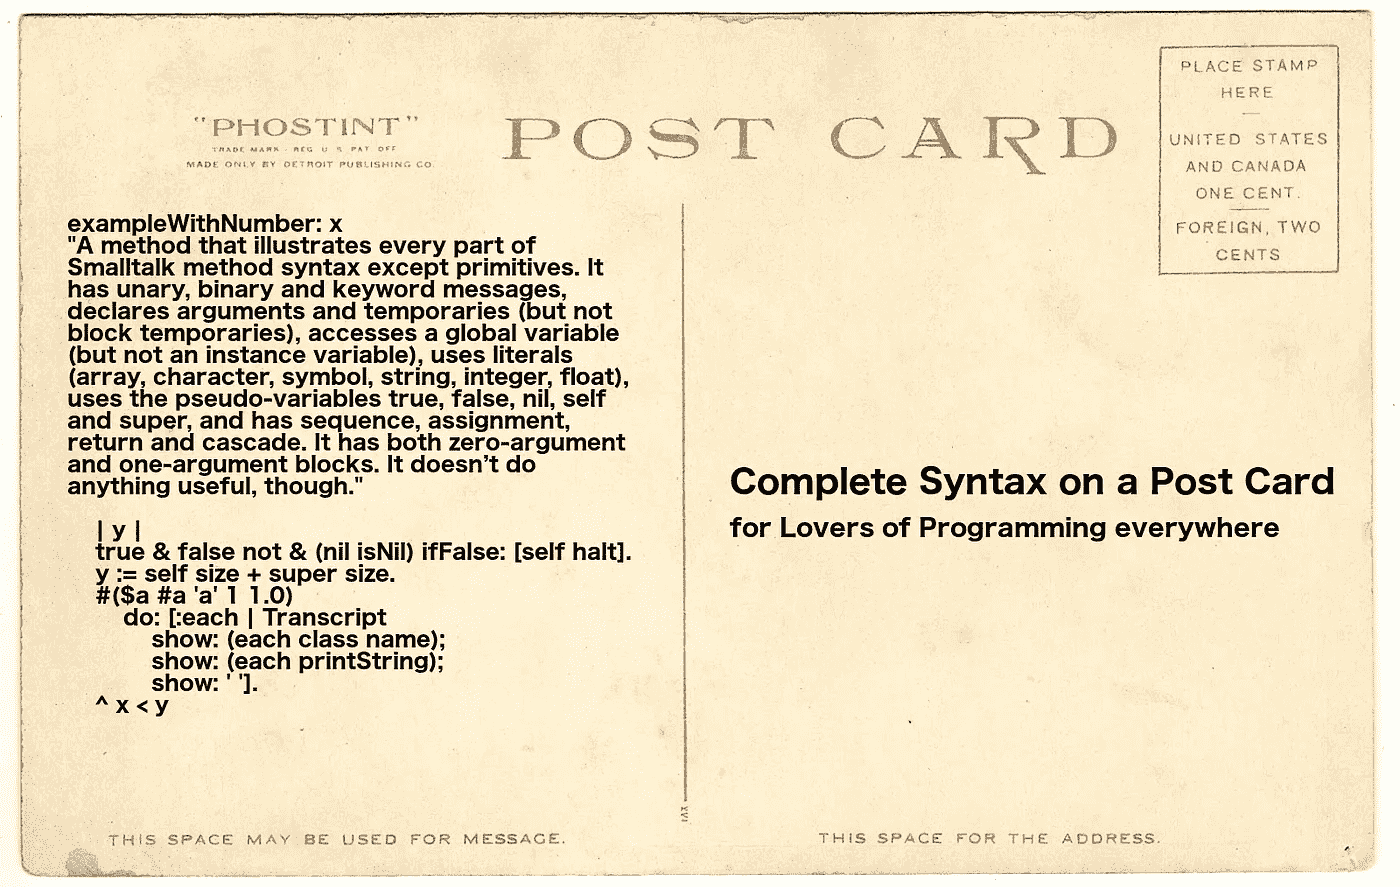 "PHOSTINT"
TRADE MARK · REG U S PAT OFF
MADE ONLY BY DETROIT PUBLISHING CO.
POST CARD
PLACE STAMP
HERE
UNITED STATES
AND CANADA
ONE CENT.
FOREIGN, TWO
CENTS
exampleWithNumber: x
"A method that illustrates every part of
Smalltalk method syntax except primitives. It
has unary, binary and keyword messages,
declares arguments and temporaries (but not
block temporaries), accesses a global variable
(but not an instance variable), uses literals
(array, character, symbol, string, integer, float),
uses the pseudo-variables true, false, nil, self
and super, and has sequence, assignment,
return and cascade. It has both zero-argument
and one-argument blocks. It doesn’t do
anything useful, though."
| y |
true & false not & (nil isNil) ifFalse: [self halt].
y := self size + super size.
#($a #a 'a' 1 1.0)
do: [:each | Transcript
show: (each class name);
show: (each printString);
show: ' '].
^ x < y
Complete Syntax on a Post Card
for Lovers of Programming everywhere
THIS SPACE MAY BE USED FOR MESSAGE.
THIS SPACE FOR THE ADDRESS.